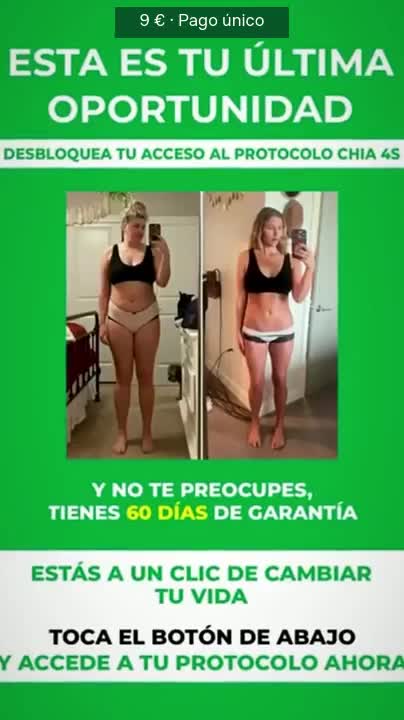 9 € · Pago único
ESTA ES TU ÚLTIMA
OPORTUNIDAD
DESBLOQUEA TU ACCESO AL PROTOCOLO CHIA 4S
Y NO TE PREOCUPES,
TIENES 60 DÍAS DE GARANTÍA
ESTÁS A UN CLIC DE CAMBIAR
TU VIDA
TOCA EL BOTÓN DE ABAJO
Y ACCEDE A TU PROTOCOLO AHORA